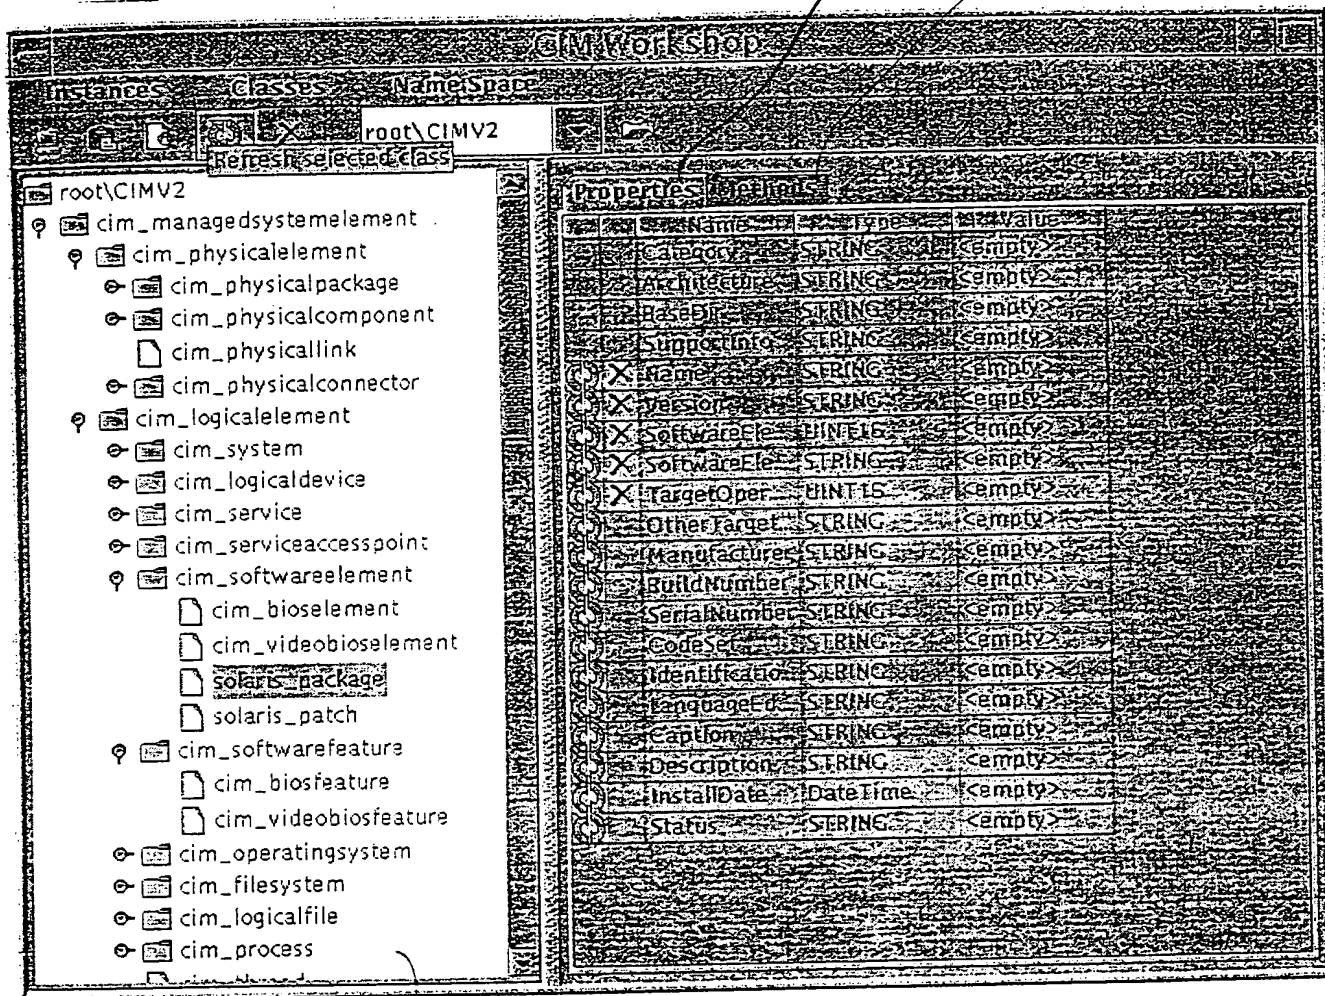 CIM Workshop
Instances Classes NameSpace
root\CIMV2
Refresh selected class
root\CIMV2
cim_managedsystemelement
cim_physicalelement
cim_physicalpackage
cim_physicalcomponent
cim_physicallink
cim_physicalconnector
cim_logicalelement
cim_system
cim_logicaldevice
cim_service
cim_serviceaccesspoint
cim_softwareelement
cim_bioselement
cim_videobioselement
solaris_package
solaris_patch
cim_softwarefeature
cim_biosfeature
cim_videobiosfeature
cim_operatingsystem
cim_filesystem
cim_logicalfile
cim_process
cim_thread
Properties Methods
Name Type Value
Category STRING <empty>
Architecture STRING <empty>
BaseDir STRING <empty>
SupportInfo STRING <empty>
Name STRING <empty>
Version STRING <empty>
SoftwareEle UINT16 <empty>
SoftwareEle STRING <empty>
TargetOper UINT16 <empty>
OtherTarget STRING <empty>
Manufacturer STRING <empty>
BuildNumber STRING <empty>
SerialNumber STRING <empty>
CodeSet STRING <empty>
Identificatio STRING <empty>
LanguageEd STRING <empty>
Caption STRING <empty>
Description STRING <empty>
InstallDate DateTime <empty>
Status STRING <empty>